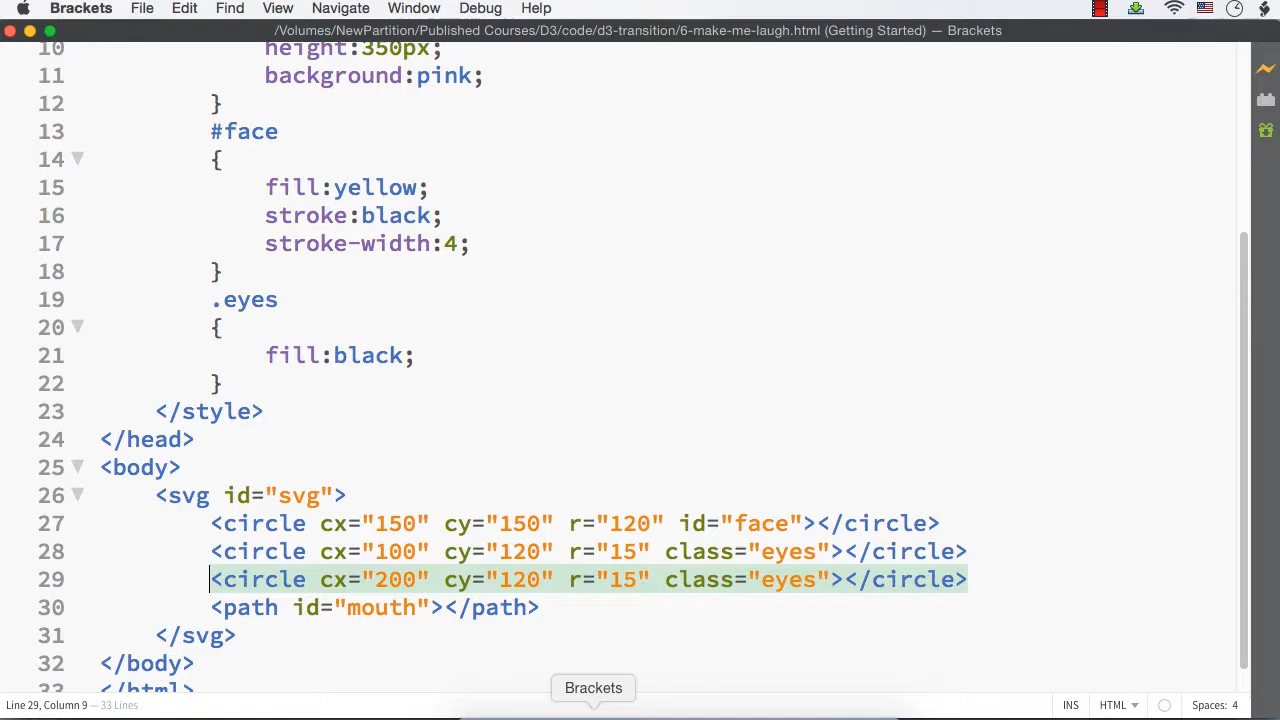 Brackets File Edit Find View Navigate Window Debug Help
/Volumes/NewPartition/Published Courses/D3/code/d3-transition/6-make-me-laugh.html (Getting Started) — Brackets
10 height:350px;
11 background:pink;
12 }
13 #face
14 {
15 fill:yellow;
16 stroke:black;
17 stroke-width:4;
18 }
19 .eyes
20 {
21 fill:black;
22 }
23 </style>
24 </head>
25 <body>
26 <svg id="svg">
27 <circle cx="150" cy="150" r="120" id="face"></circle>
28 <circle cx="100" cy="120" r="15" class="eyes"></circle>
29 <circle cx="200" cy="120" r="15" class="eyes"></circle>
30 <path id="mouth"></path>
31 </svg>
32 </body>
33 </html>
Brackets
Line 29, Column 9 — 33 Lines INS HTML Spaces: 4